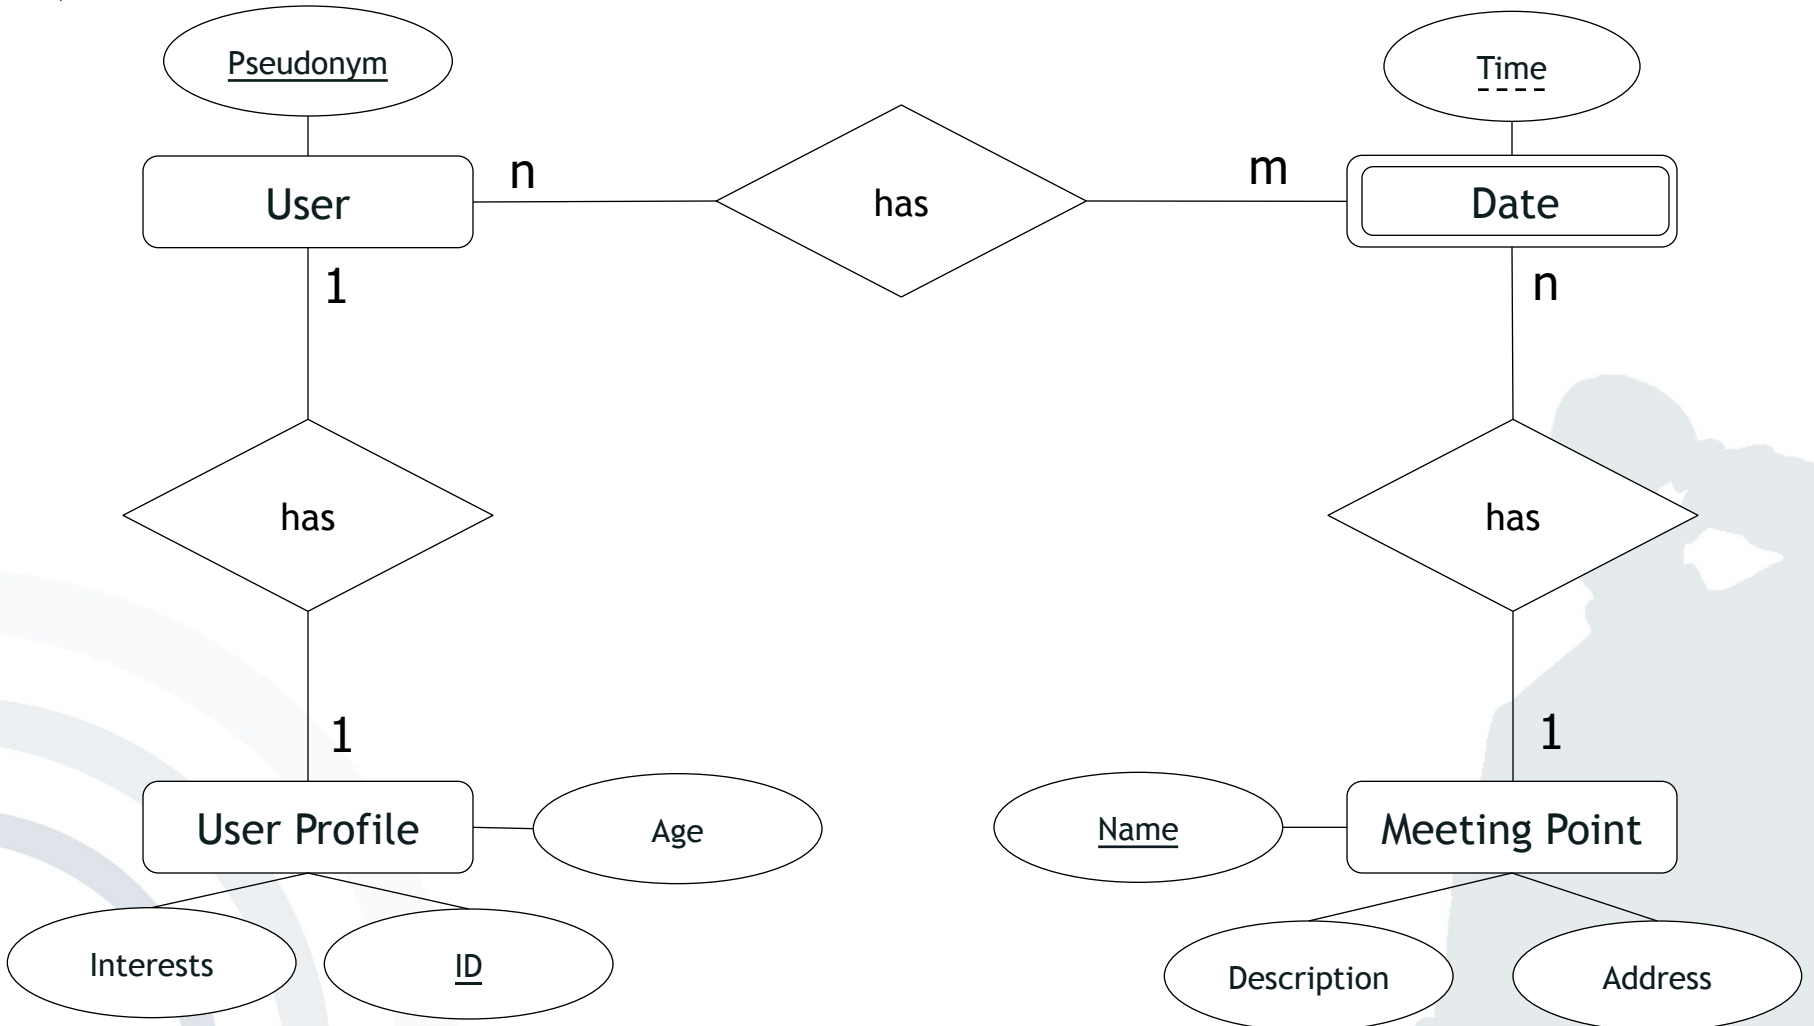 Pseudonym
Time
User
n
has
m
Date
1
n
has
has
1
1
User Profile
Age
Name
Meeting Point
Interests
ID
Description
Address